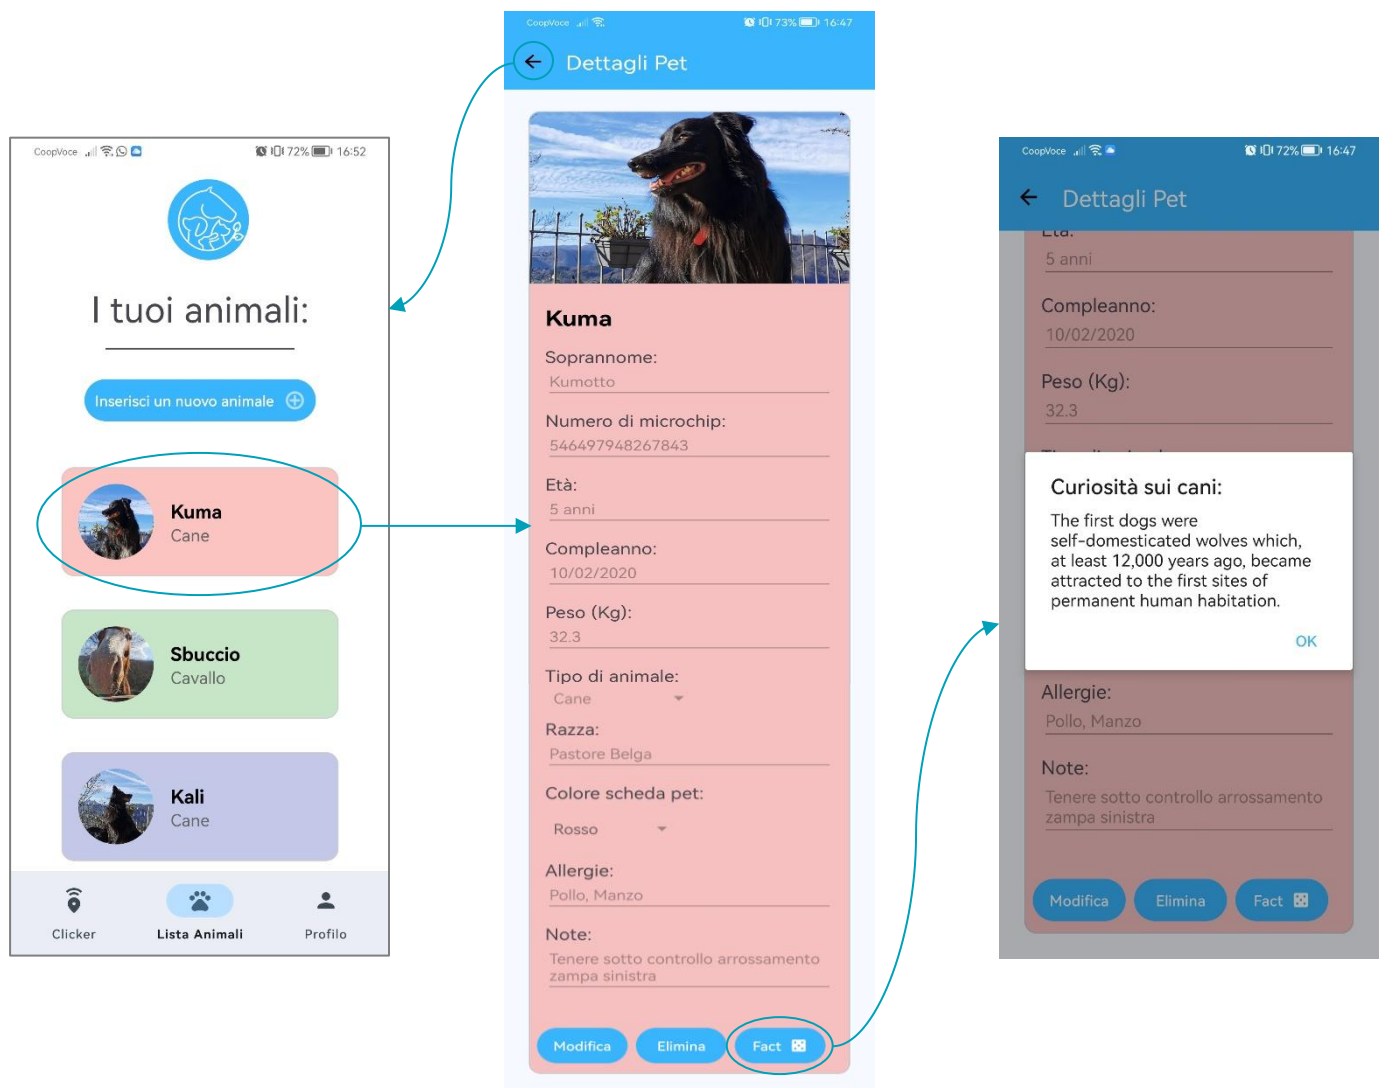 CoopVoce 72% 16:52
I tuoi animali:
Inserisci un nuovo animale
Kuma
Cane
Sbuccio
Cavallo
Kali
Cane
Clicker Lista Animali Profilo
CoopVoce 73% 16:47
Dettagli Pet
Kuma
Soprannome:
Kumotto
Numero di microchip:
546497948267843
Età:
5 anni
Compleanno:
10/02/2020
Peso (Kg):
32.3
Tipo di animale:
Cane
Razza:
Pastore Belga
Colore scheda pet:
Rosso
Allergie:
Pollo, Manzo
Note:
Tenere sotto controllo arrossamento
zampa sinistra
Modifica Elimina Fact
CoopVoce 72% 16:47
Dettagli Pet
Età:
5 anni
Compleanno:
10/02/2020
Peso (Kg):
32.3
Curiosità sui cani:
The first dogs were
self-domesticated wolves which,
at least 12,000 years ago, became
attracted to the first sites of
permanent human habitation.
OK
Allergie:
Pollo, Manzo
Note:
Tenere sotto controllo arrossamento
zampa sinistra
Modifica Elimina Fact